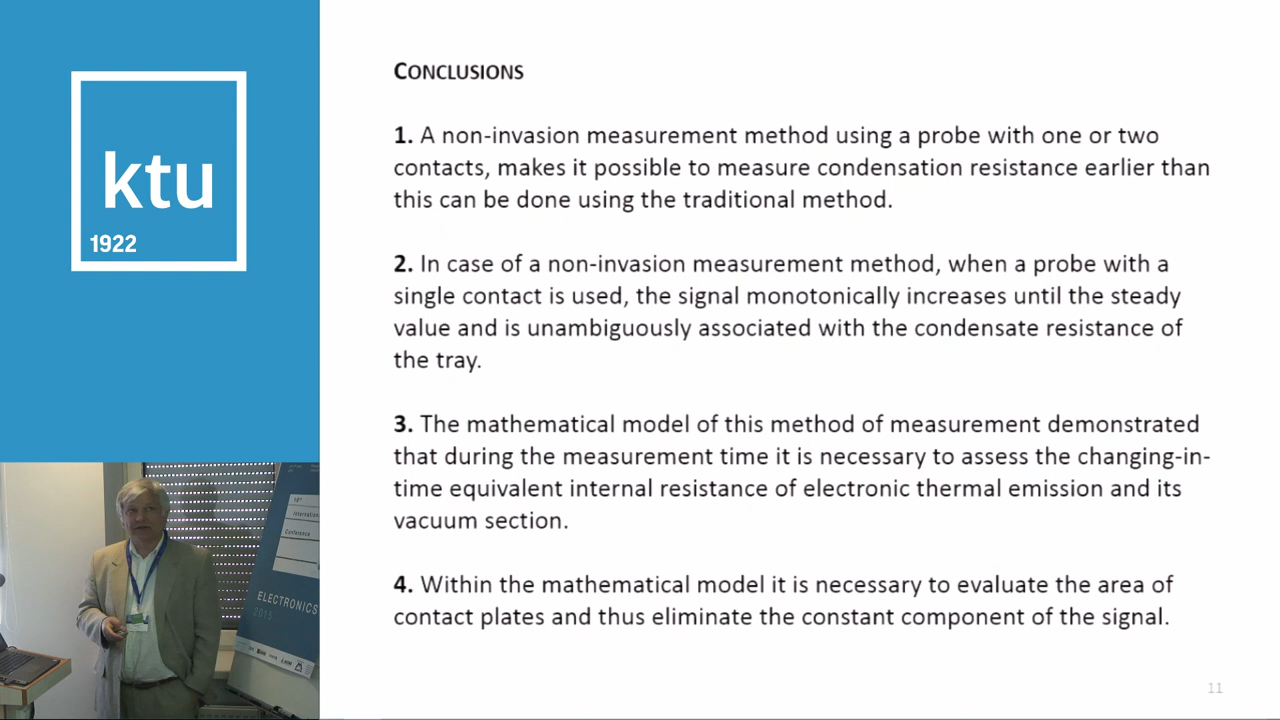 ktu
1922
CONCLUSIONS
1. A non-invasion measurement method using a probe with one or two
contacts, makes it possible to measure condensation resistance earlier than
this can be done using the traditional method.
2. In case of a non-invasion measurement method, when a probe with a
single contact is used, the signal monotonically increases until the steady
value and is unambiguously associated with the condensate resistance of
the tray.
3. The mathematical model of this method of measurement demonstrated
that during the measurement time it is necessary to assess the changing-in-
time equivalent internal resistance of electronic thermal emission and its
vacuum section.
4. Within the mathematical model it is necessary to evaluate the area of
contact plates and thus eliminate the constant component of the signal.
11
International
Conference
ELECTRONICS
2015